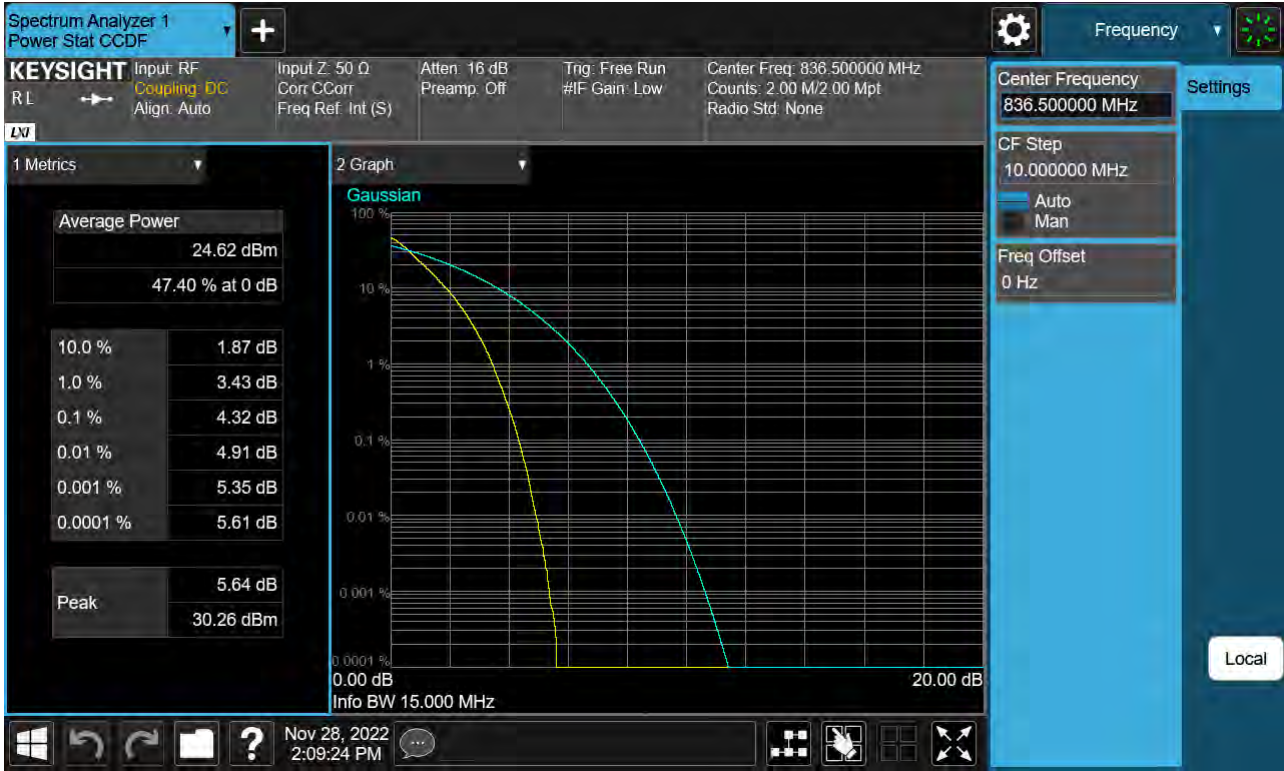 Spectrum Analyzer 1
Power Stat CCDF
+
Frequency
KEYSIGHT
RL
LXI
Input: RF
Coupling: DC
Align: Auto
Input Z: 50 Ω
Corr CCorr
Freq Ref: Int (S)
Atten: 16 dB
Preamp: Off
Trig: Free Run
#IF Gain: Low
Center Freq: 836.500000 MHz
Counts: 2.00 M/2.00 Mpt
Radio Std: None
Center Frequency
836.500000 MHz
Settings
CF Step
10.000000 MHz
Auto
Man
Freq Offset
0 Hz
1 Metrics
Average Power
24.62 dBm
47.40 % at 0 dB
10.0 % 1.87 dB
1.0 % 3.43 dB
0.1 % 4.32 dB
0.01 % 4.91 dB
0.001 % 5.35 dB
0.0001 % 5.61 dB
Peak
5.64 dB
30.26 dBm
2 Graph
Gaussian
100 %
10 %
1 %
0.1 %
0.01 %
0.001 %
0.0001 %
0.00 dB 20.00 dB
Info BW 15.000 MHz
Local
?
Nov 28, 2022
2:09:24 PM